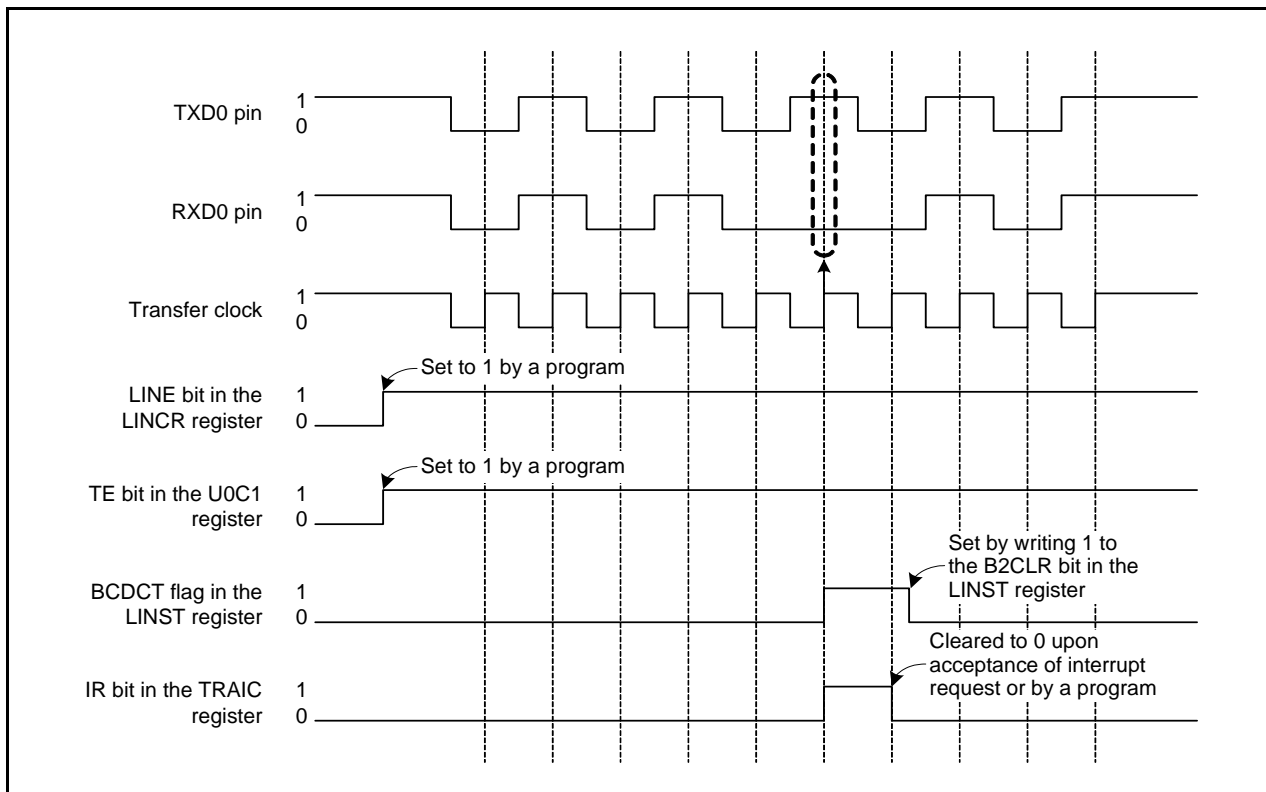 TXD0 pin
1
0
RXD0 pin
1
0
Transfer clock
1
0
Set to 1 by a program
LINE bit in the
LINCR register
1
0
Set to 1 by a program
TE bit in the U0C1
register
1
0
Set by writing 1 to
the B2CLR bit in the
LINST register
BCDCT flag in the
LINST register
1
0
Cleared to 0 upon
acceptance of interrupt
request or by a program
IR bit in the TRAIC
register
1
0